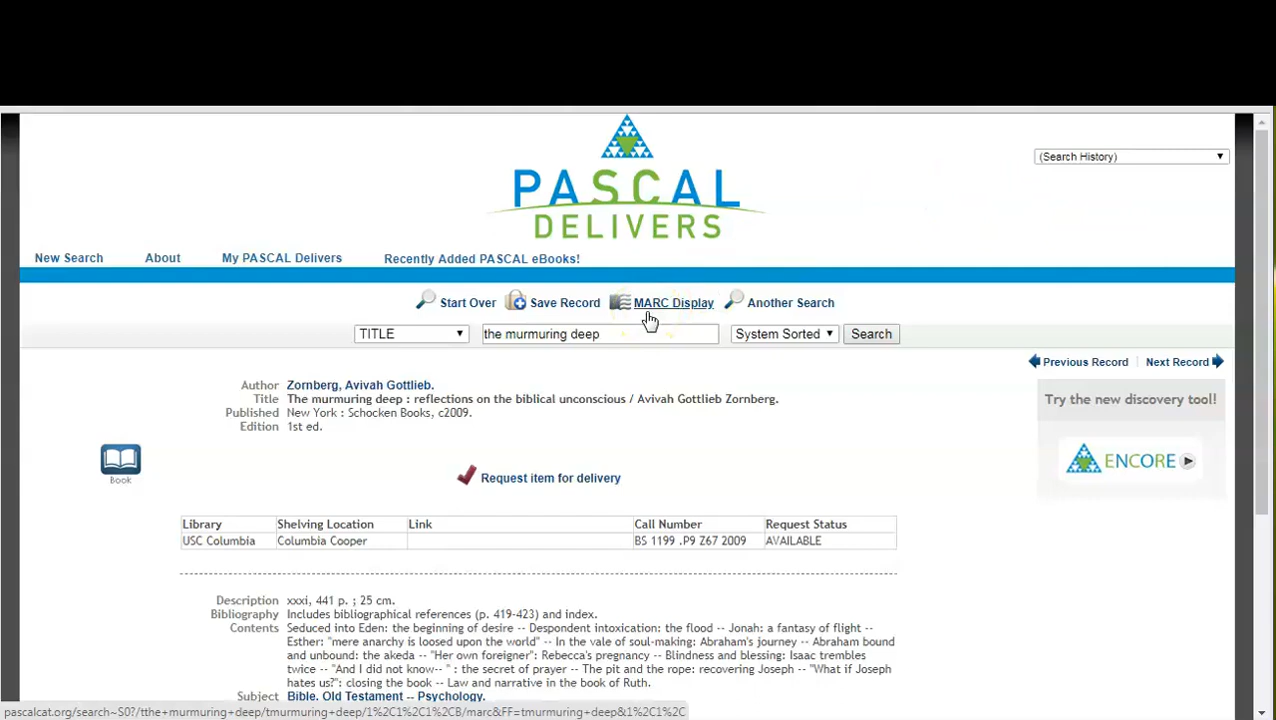 PASCAL
DELIVERS
(Search History)
New Search About My PASCAL Delivers Recently Added PASCAL eBooks!
Start Over Save Record MARC Display Another Search
TITLE the murmuring deep System Sorted Search
Previous Record Next Record
Author Zornberg, Avivah Gottlieb.
Title The murmuring deep : reflections on the biblical unconscious / Avivah Gottlieb Zornberg.
Published New York : Schocken Books, c2009.
Edition 1st ed.
Try the new discovery tool!
ENCORE
Book
Request item for delivery
Library Shelving Location Link Call Number Request Status
USC Columbia Columbia Cooper BS 1199 .P9 Z67 2009 AVAILABLE
Description xxxi, 441 p. ; 25 cm.
Bibliography Includes bibliographical references (p. 419-423) and index.
Contents Seduced into Eden: the beginning of desire -- Despondent intoxication: the flood -- Jonah: a fantasy of flight --
Esther: "mere anarchy is loosed upon the world" -- In the vale of soul-making: Abraham's journey -- Abraham bound
and unbound: the akeda -- "Her own foreigner": Rebecca's pregnancy -- Blindness and blessing: Isaac trembles
twice -- "And I did not know-- " : the secret of prayer -- The pit and the rope: recovering Joseph -- "What if Joseph
hates us?": closing the book -- Law and narrative in the book of Ruth.
Subject Bible. Old Testament -- Psychology.
pascalcat.org/search~S0?/tthe+murmuring+deep/tmurmuring+deep/1%2C1%2C1%2CB/marc&FF=tmurmuring+deep&1%2C1%2C